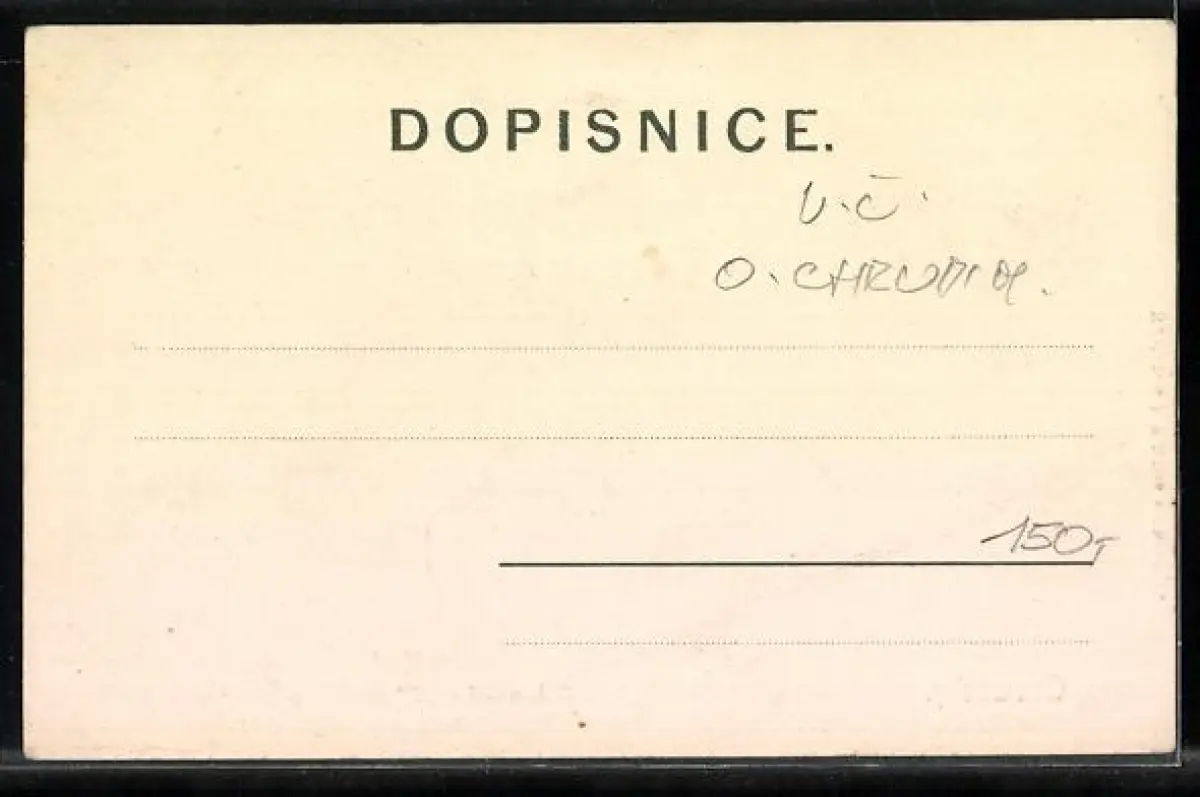 DOPISNICE.
V.Č.
O. CHRUDIM.
150,-